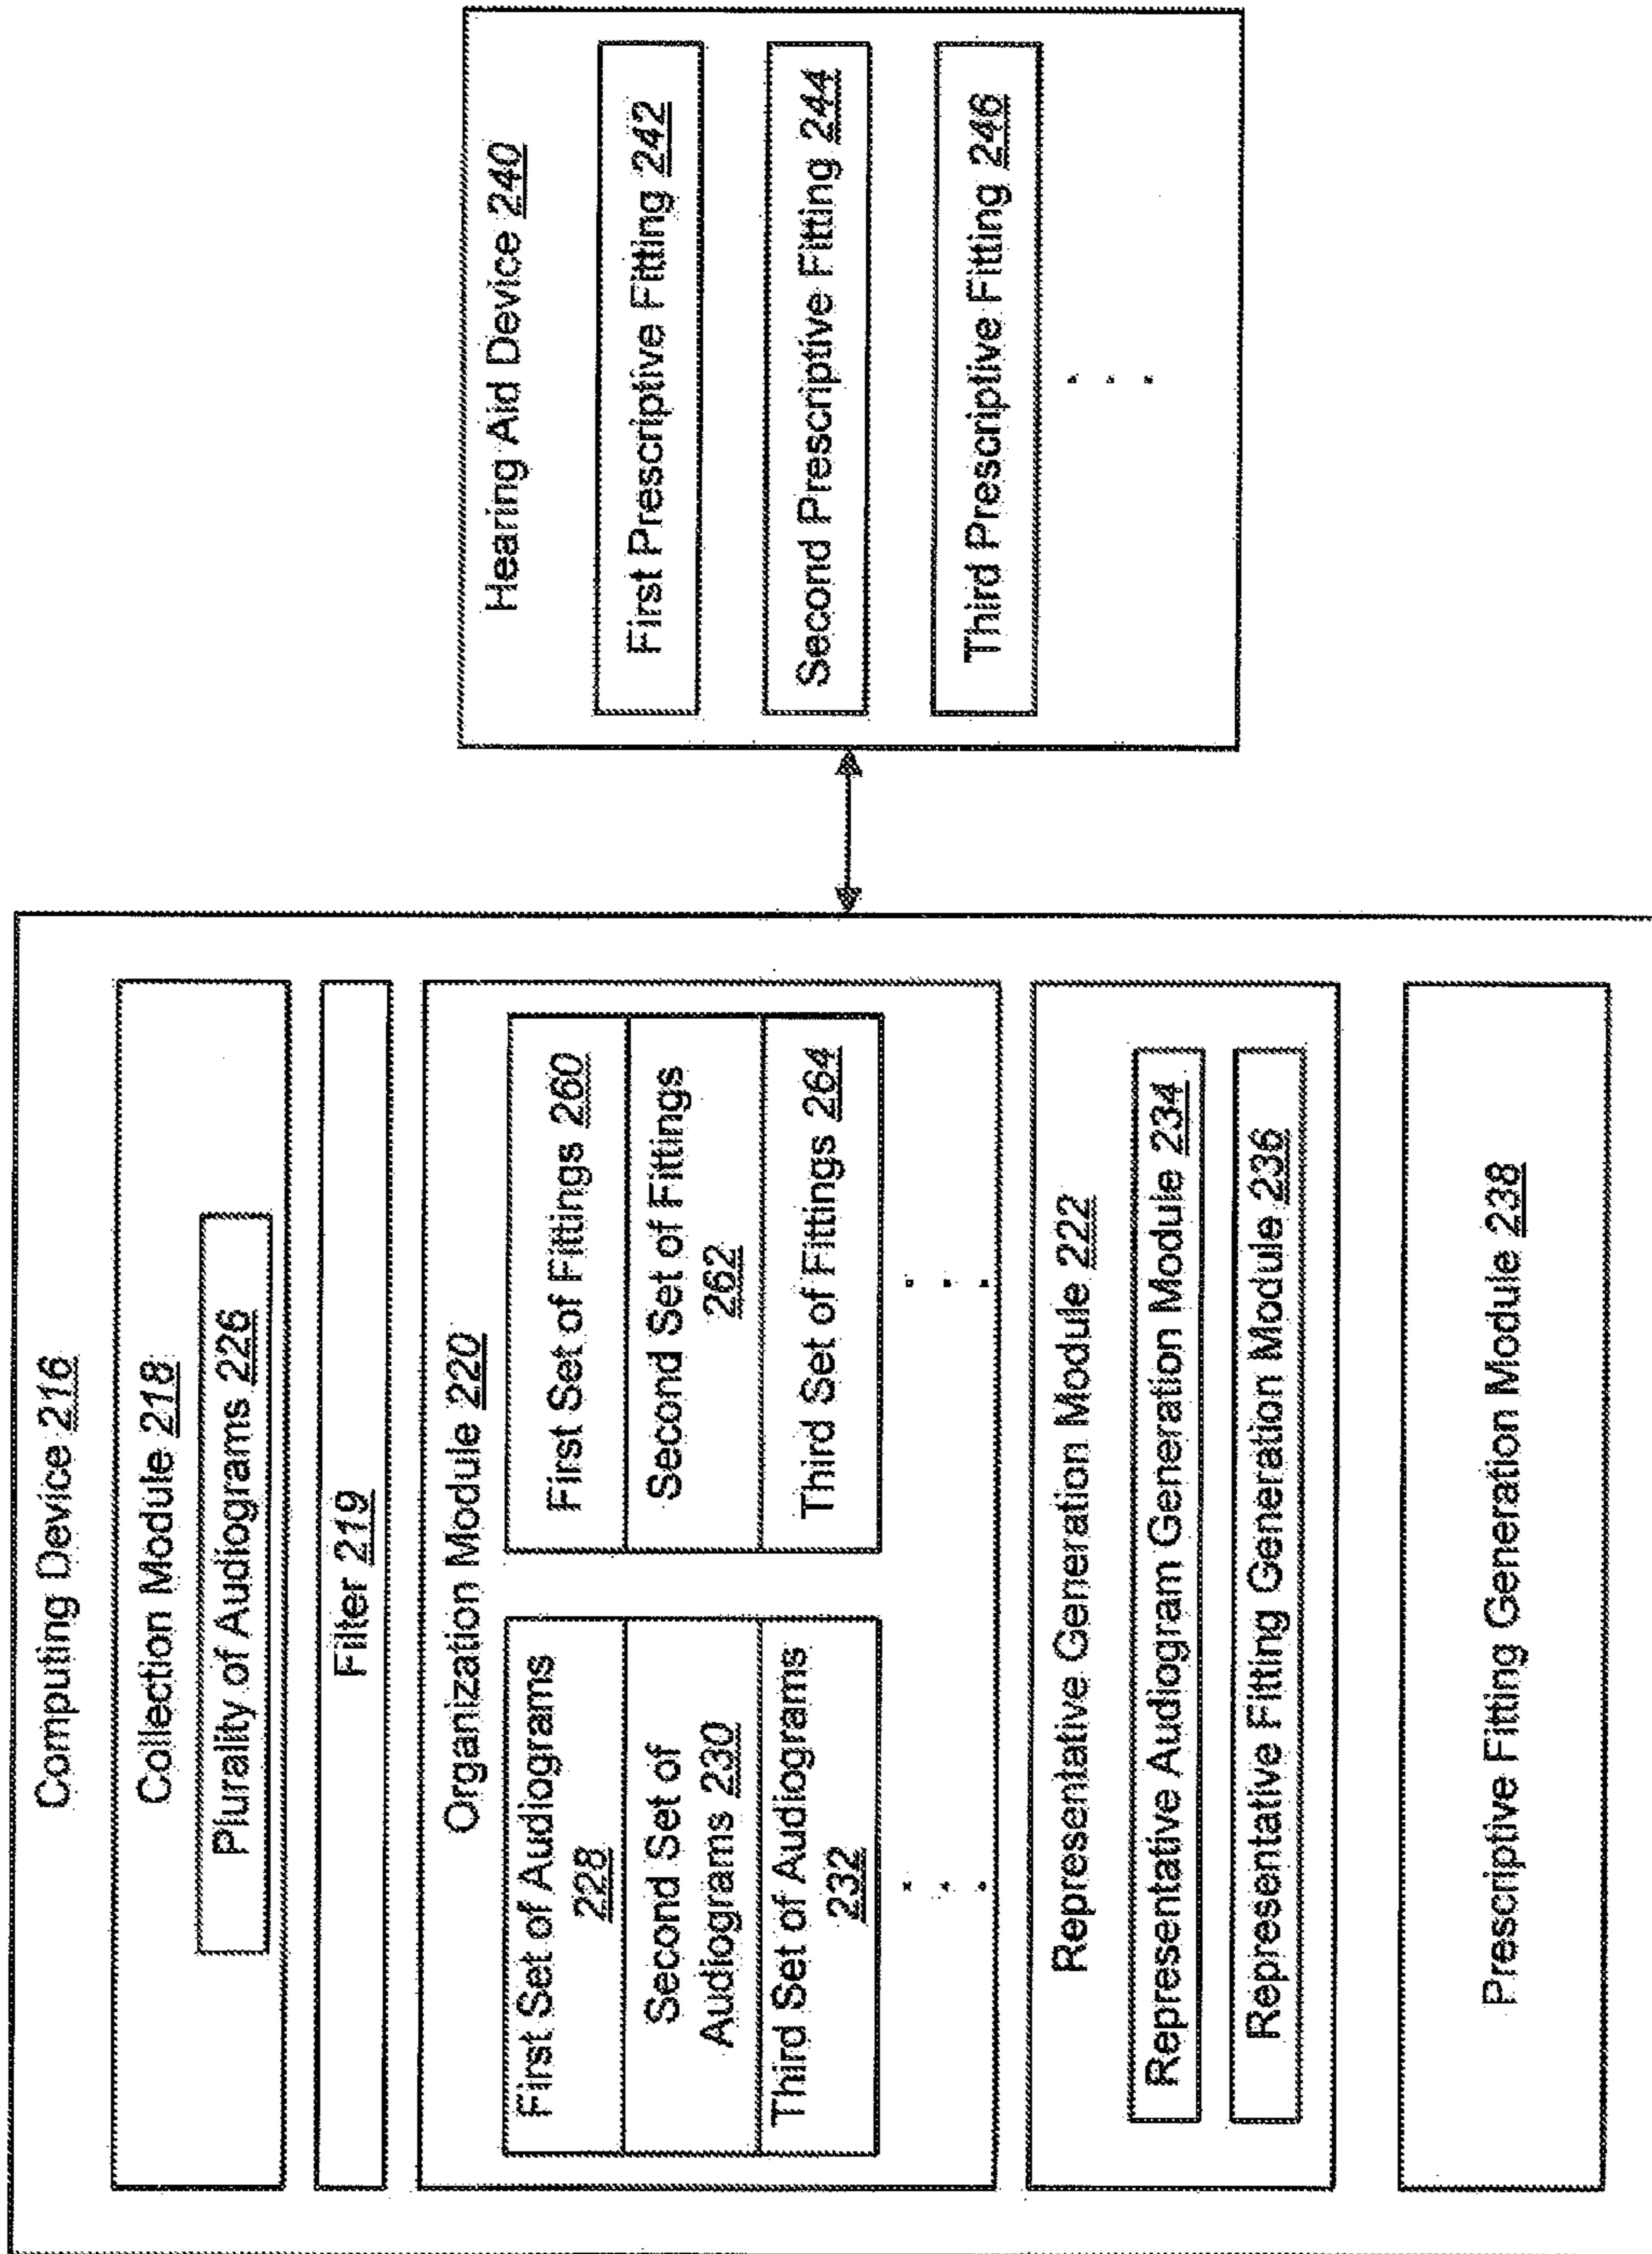 Computing Device 216
Collection Module 218
Plurality of Audiograms 226
Filter 219
Organization Module 220
First Set of Audiograms
228
Second Set of
Audiograms 230
Third Set of Audiograms
232
First Set of Fittings 260
Second Set of Fittings
262
Third Set of Fittings 264
Representative Generation Module 222
Representative Audiogram Generation Module 234
Representative Fitting Generation Module 236
Prescriptive Fitting Generation Module 238
Hearing Aid Device 240
First Prescriptive Fitting 242
Second Prescriptive Fitting 244
Third Prescriptive Fitting 246